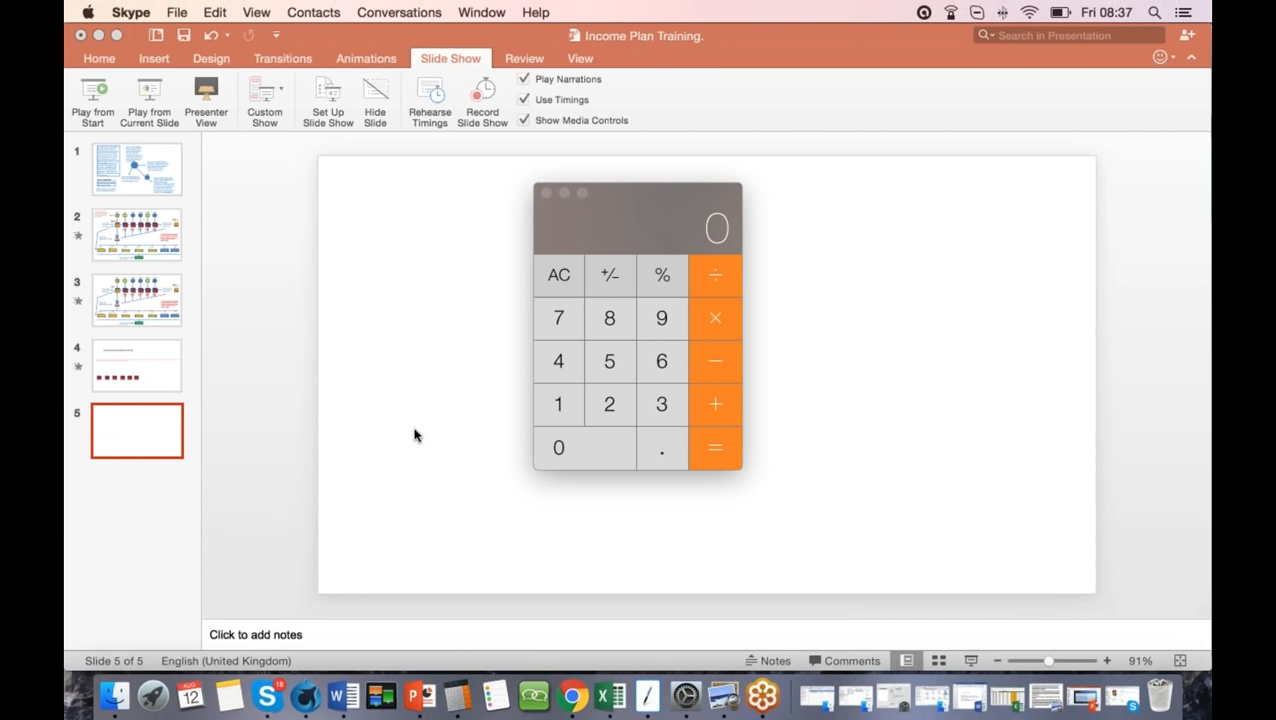 Skype File Edit View Contacts Conversations Window Help Fri 08:37
Income Plan Training.
Search in Presentation
Home Insert Design Transitions Animations Slide Show Review View
Play from Start
Play from Current Slide
Presenter View
Custom Show
Set Up Slide Show
Hide Slide
Rehearse Timings
Record Slide Show
Play Narrations
Use Timings
Show Media Controls
1
2
3
4
5
0
AC +/- % ÷
7 8 9 ×
4 5 6 −
1 2 3 +
0 . =
Click to add notes
Slide 5 of 5 English (United Kingdom) Notes Comments 91%
AUG
12
18